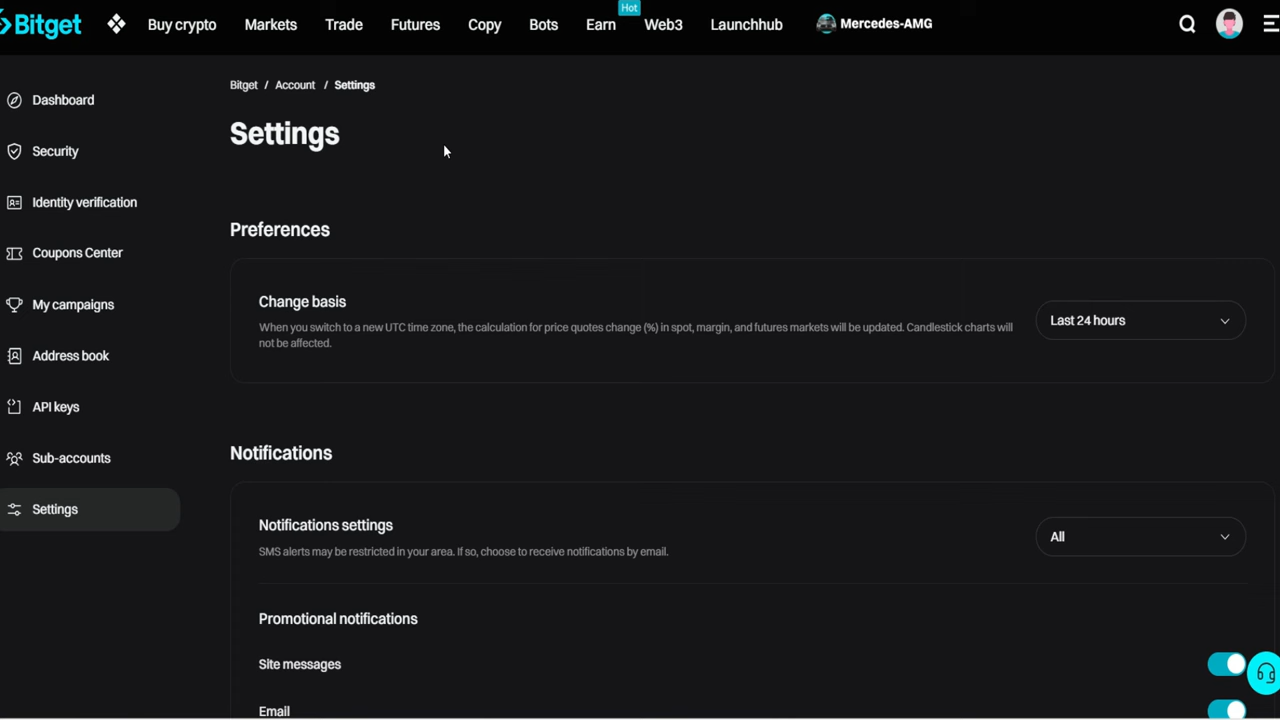 Bitget
Buy crypto
Markets
Trade
Futures
Copy
Bots
Earn
Hot
Web3
Launchhub
Mercedes-AMG
Bitget / Account / Settings
Settings
Dashboard
Security
Identity verification
Coupons Center
My campaigns
Address book
API keys
Sub-accounts
Settings
Preferences
Change basis
When you switch to a new UTC time zone, the calculation for price quotes change (%) in spot, margin, and futures markets will be updated. Candlestick charts will
not be affected.
Last 24 hours
Notifications
Notifications settings
SMS alerts may be restricted in your area. If so, choose to receive notifications by email.
All
Promotional notifications
Site messages
Email